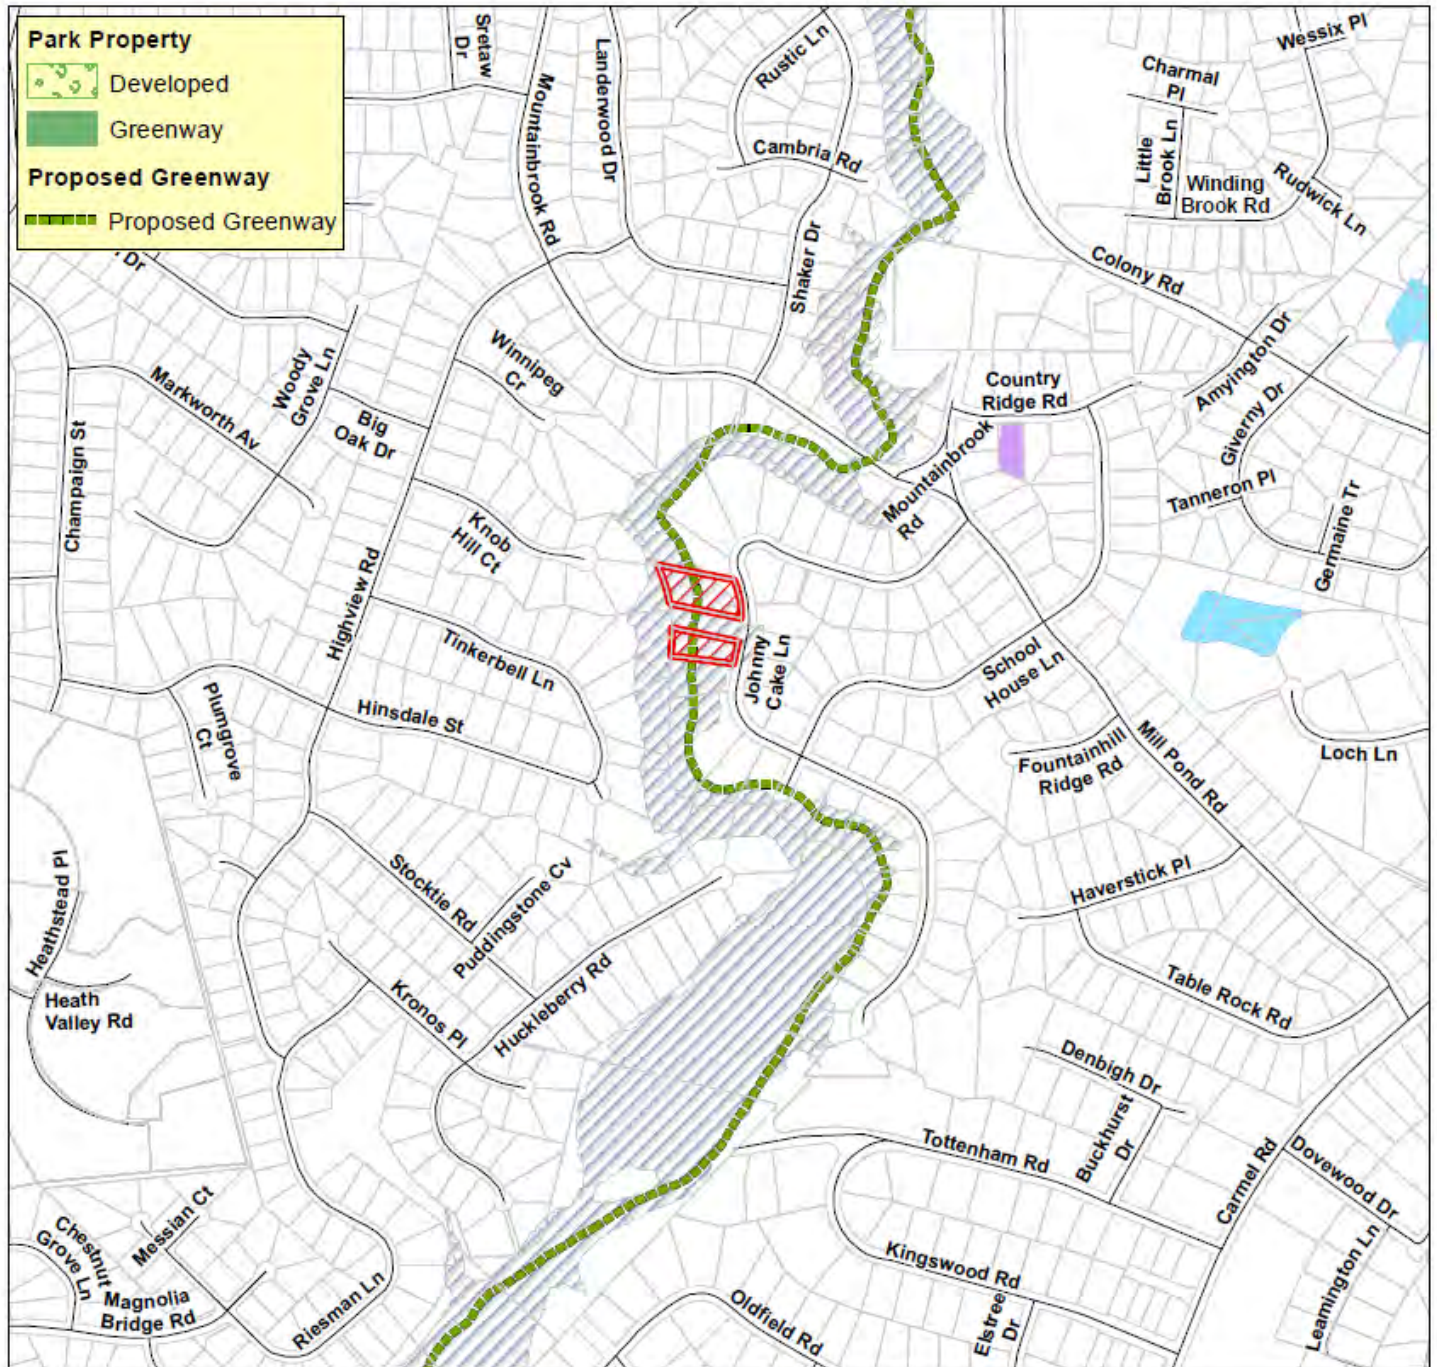 Park Property
Developed
Greenway
Proposed Greenway
Proposed Greenway
Sretaw
Dr
Mountainbrook Rd
Landerwood Dr
Rustic Ln
Cambria Rd
Shaker Dr
Wessix Pl
Charmal
Pl
Little
Brook Ln
Winding
Brook Rd
Rudwick Ln
Colony Rd
Dr
Woody
Grove Ln
Winnipeg
Cr
Markworth Av
Big
Oak Dr
Champaign St
Country
Ridge Rd
Amyington Dr
Giverny Dr
Tanneron Pl
Germaine Tr
Mountainbrook
Rd
Knob
Hill Ct
Highview Rd
Tinkerbell Ln
Johnny
Cake Ln
School
House Ln
Plumgrove
Ct
Hinsdale St
Fountainhill
Ridge Rd
Mill Pond Rd
Loch Ln
Stocktie Rd
Puddingstone Cv
Haverstick Pl
Heathstead Pl
Heath
Valley Rd
Kronos Pl
Huckleberry Rd
Table Rock Rd
Denbigh Dr
Buckhurst
Dr
Tottenham Rd
Carmel Rd
Dovewood Dr
Messian Ct
Chestnut
Grove Ln
Magnolia
Bridge Rd
Riesman Ln
Kingswood Rd
Oldfield Rd
Elstree
Dr
Leamington Ln